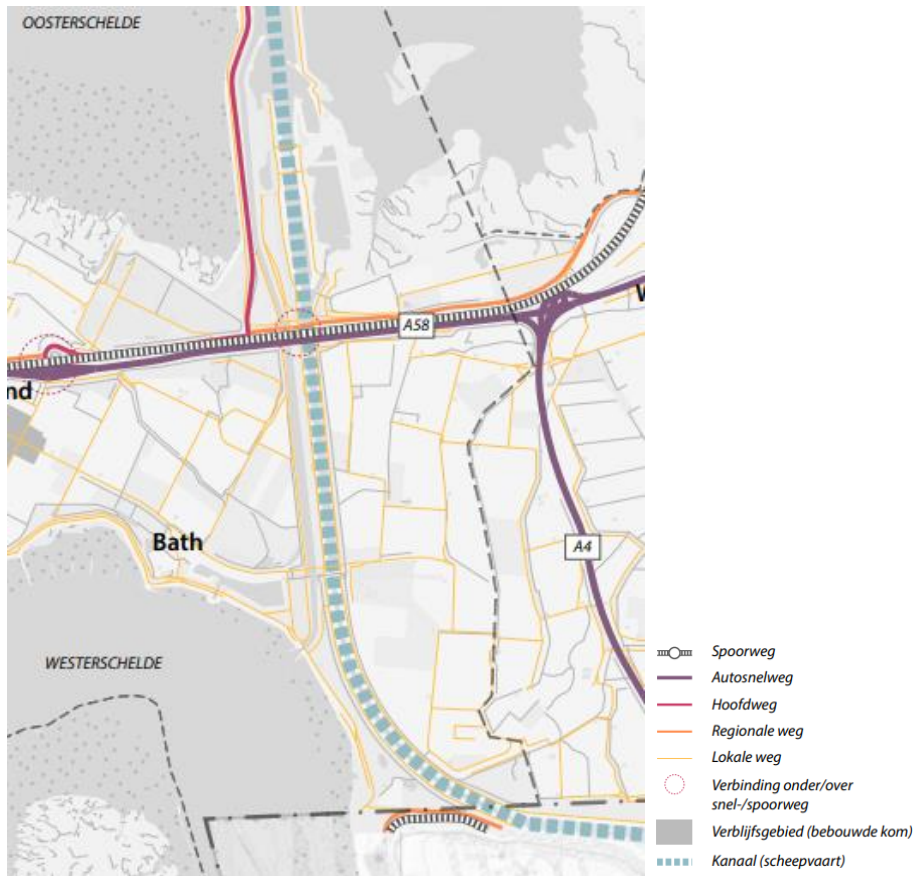 OOSTERSCHELDE
A58
W
nd
Bath
A4
WESTERSCHELDE
Spoorweg
Autosnelweg
Hoofdweg
Regionale weg
Lokale weg
Verbinding onder/over
snel-/spoorweg
Verblijfsgebied (bebouwde kom)
Kanaal (scheepvaart)